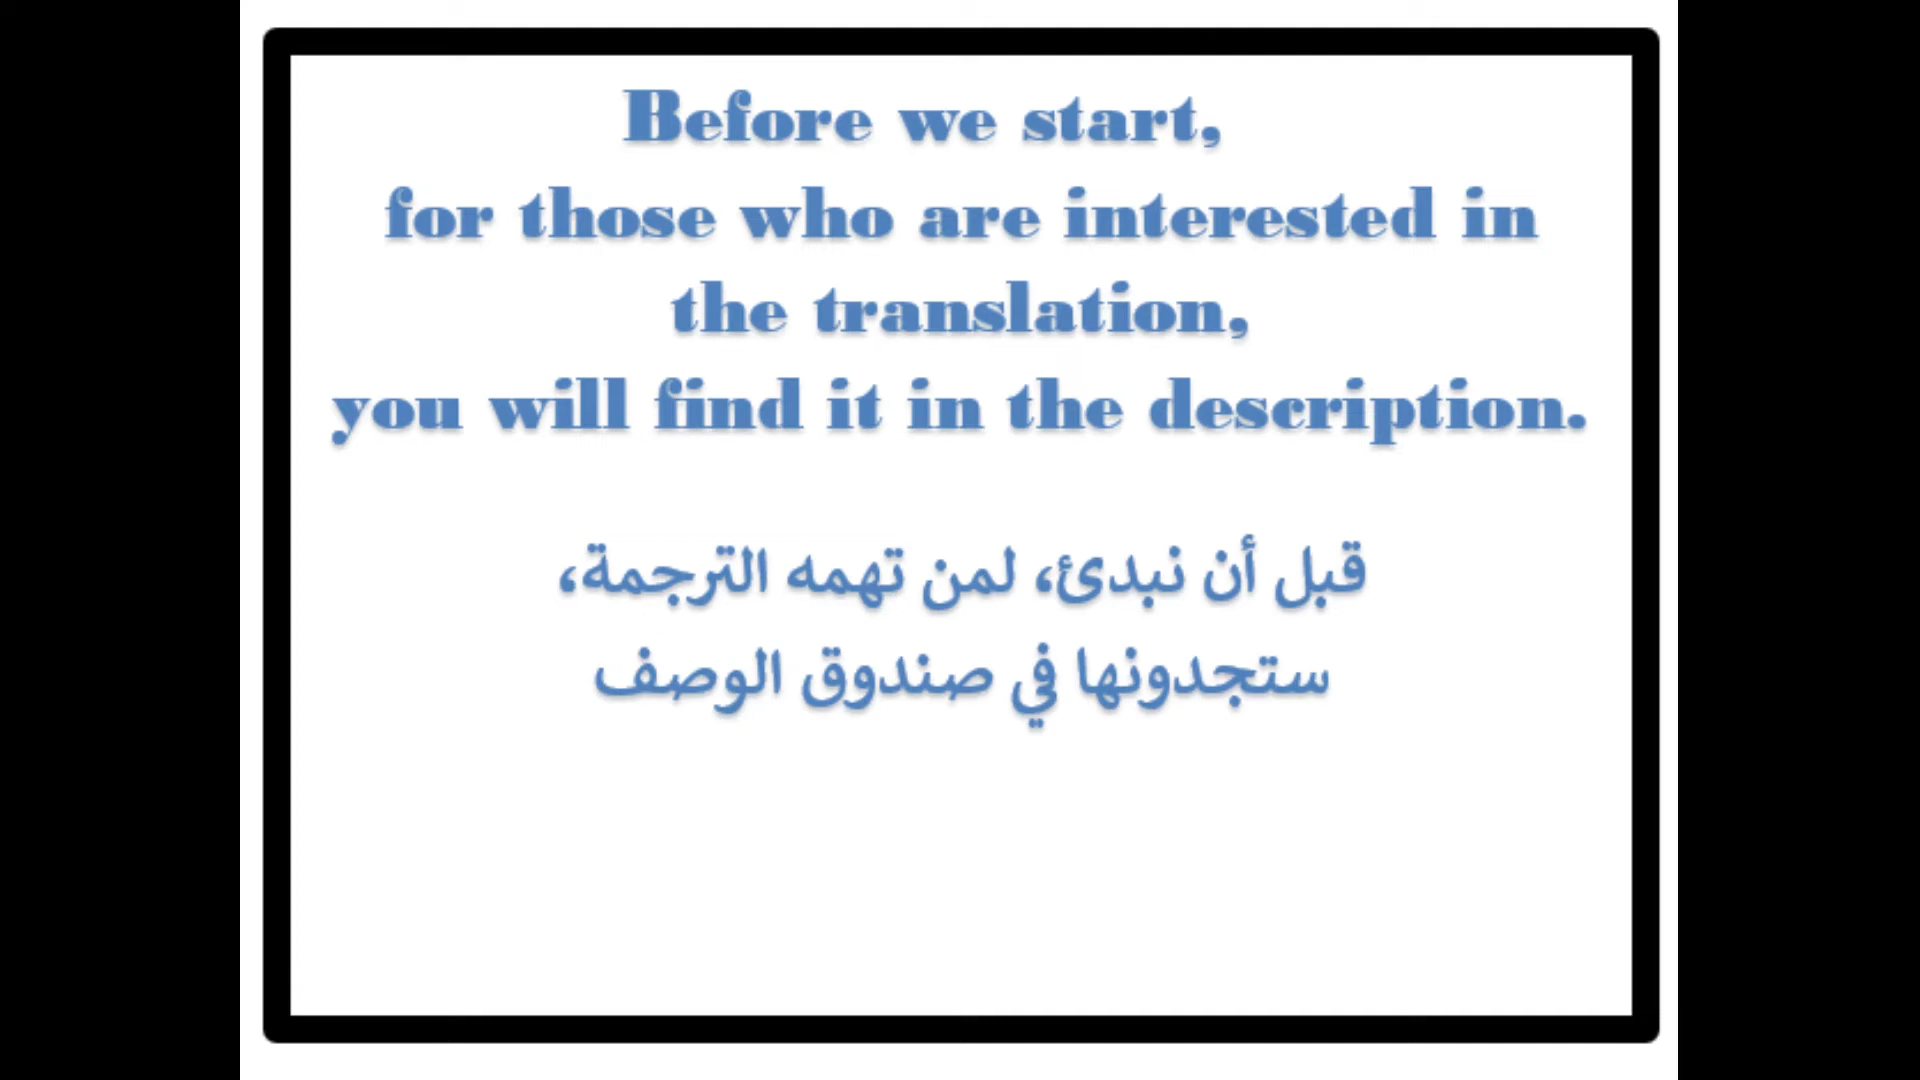 Before we start,
for those who are interested in
the translation,
you will find it in the description.
قبل أن نبدئ، لمن تهمه الترجمة،
ستجدونها في صندوق الوصف